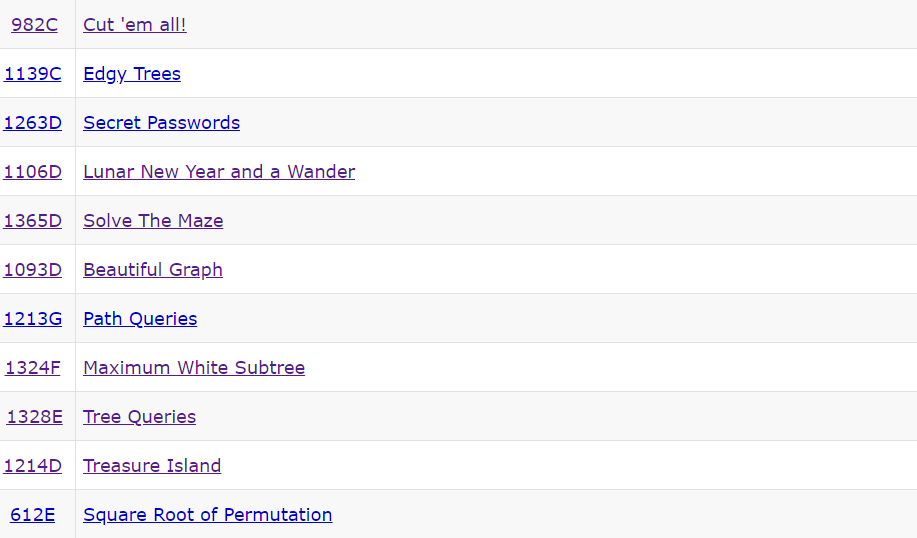 982C Cut 'em all!
1139C Edgy Trees
1263D Secret Passwords
1106D Lunar New Year and a Wander
1365D Solve The Maze
1093D Beautiful Graph
1213G Path Queries
1324F Maximum White Subtree
1328E Tree Queries
1214D Treasure Island
612E Square Root of Permutation